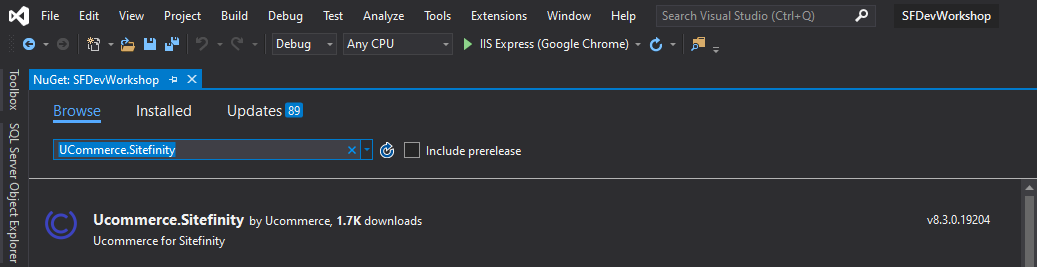 File Edit View Project Build Debug Test Analyze Tools Extensions Window Help Search Visual Studio (Ctrl+Q) SFDevWorkshop
Debug Any CPU IIS Express (Google Chrome)
Toolbox
SQL Server Object Explorer
NuGet: SFDevWorkshop
Browse Installed Updates 89
UCommerce.Sitefinity Include prerelease
Ucommerce.Sitefinity by Ucommerce, 1.7K downloads v8.3.0.19204
Ucommerce for Sitefinity